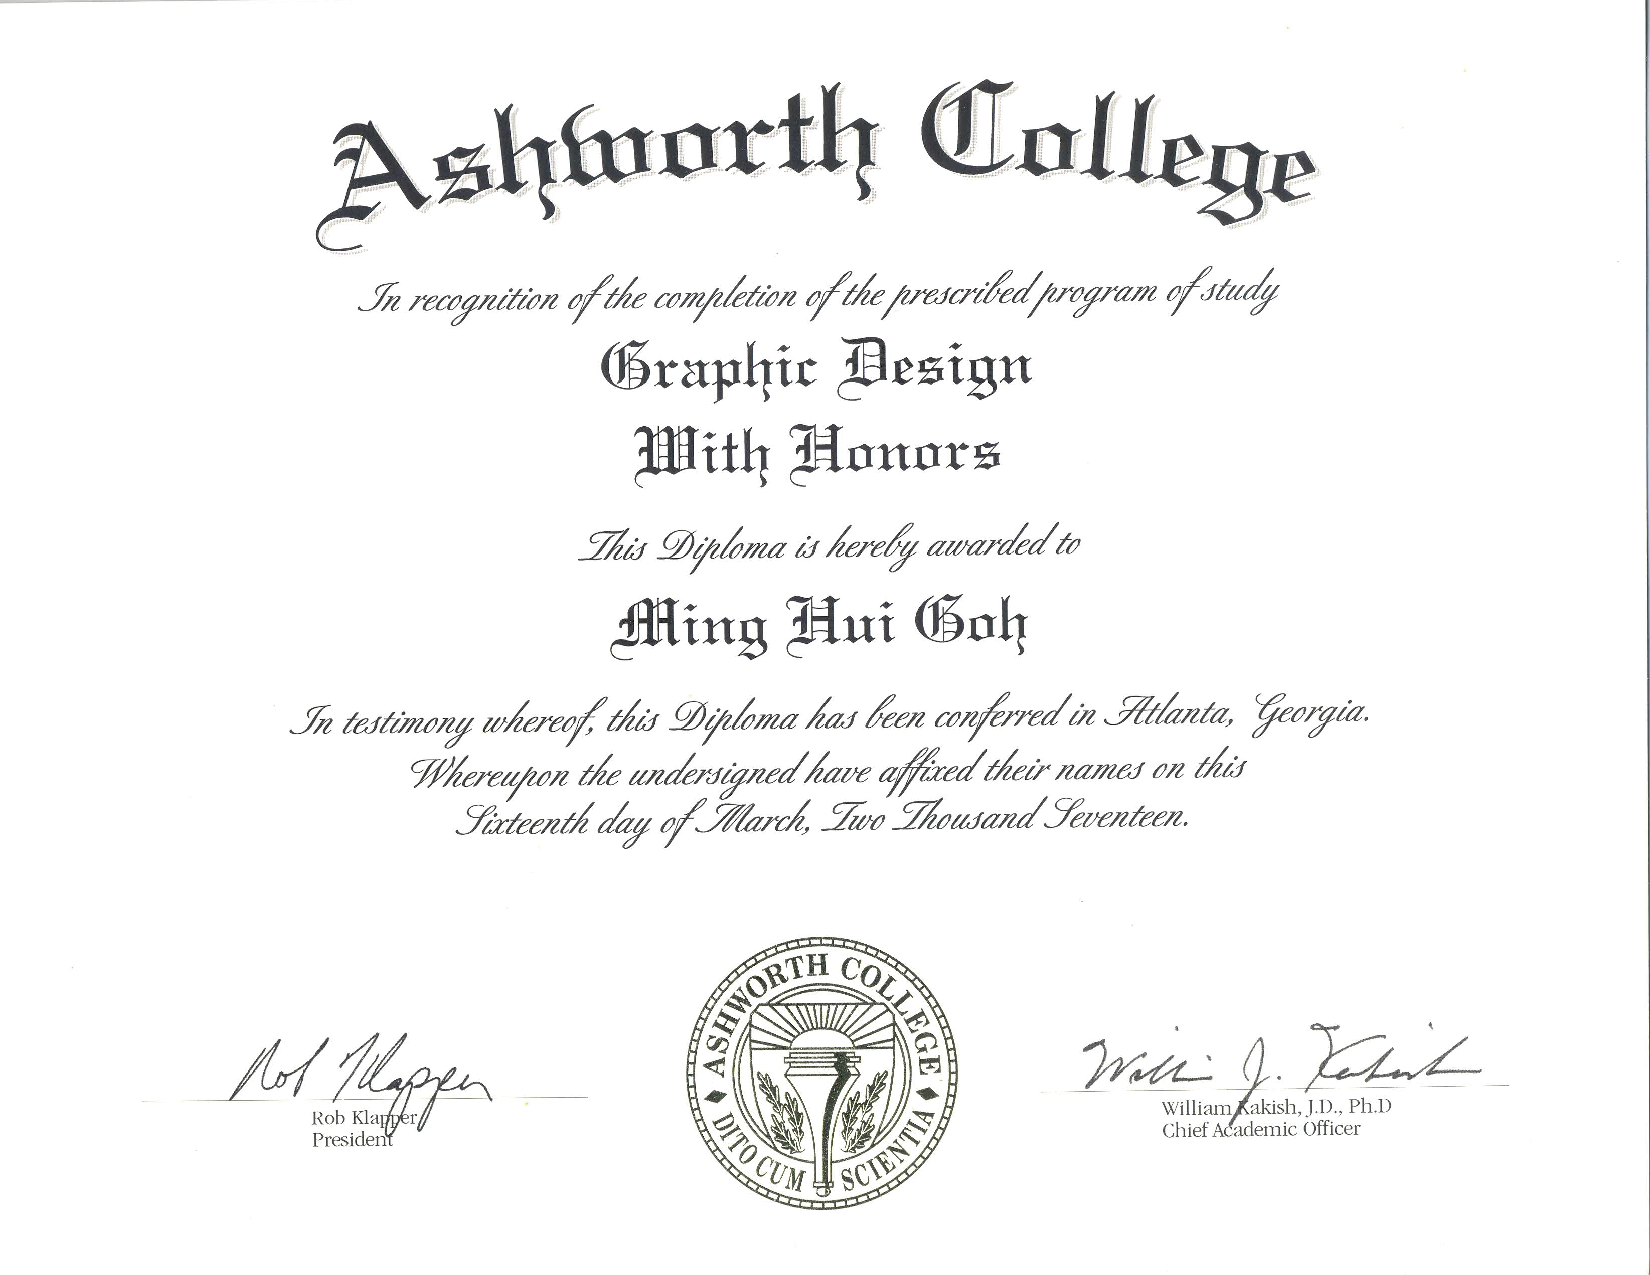 Ashworth College
In recognition of the completion of the prescribed program of study
Graphic Design
With Honors
This Diploma is hereby awarded to
Ming Hui Goh
In testimony whereof, this Diploma has been conferred in Atlanta, Georgia.
Whereupon the undersigned have affixed their names on this
Sixteenth day of March, Two Thousand Seventeen.
Rob Klapper
Rob Klapper
President
ASHWORTH COLLEGE
DITO CUM SCIENTIA
William J. Kakish
William Kakish, J.D., Ph.D
Chief Academic Officer